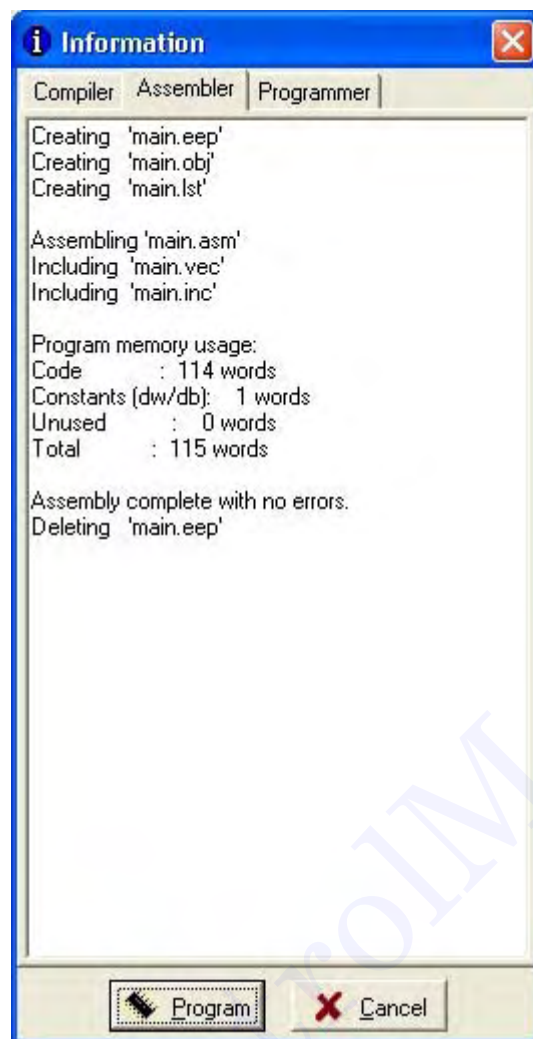 Information
Compiler Assembler Programmer
Creating 'main.eep'
Creating 'main.obj'
Creating 'main.lst'
Assembling 'main.asm'
Including 'main.vec'
Including 'main.inc'
Program memory usage:
Code : 114 words
Constants (dw/db): 1 words
Unused : 0 words
Total : 115 words
Assembly complete with no errors.
Deleting 'main.eep'
Program Cancel